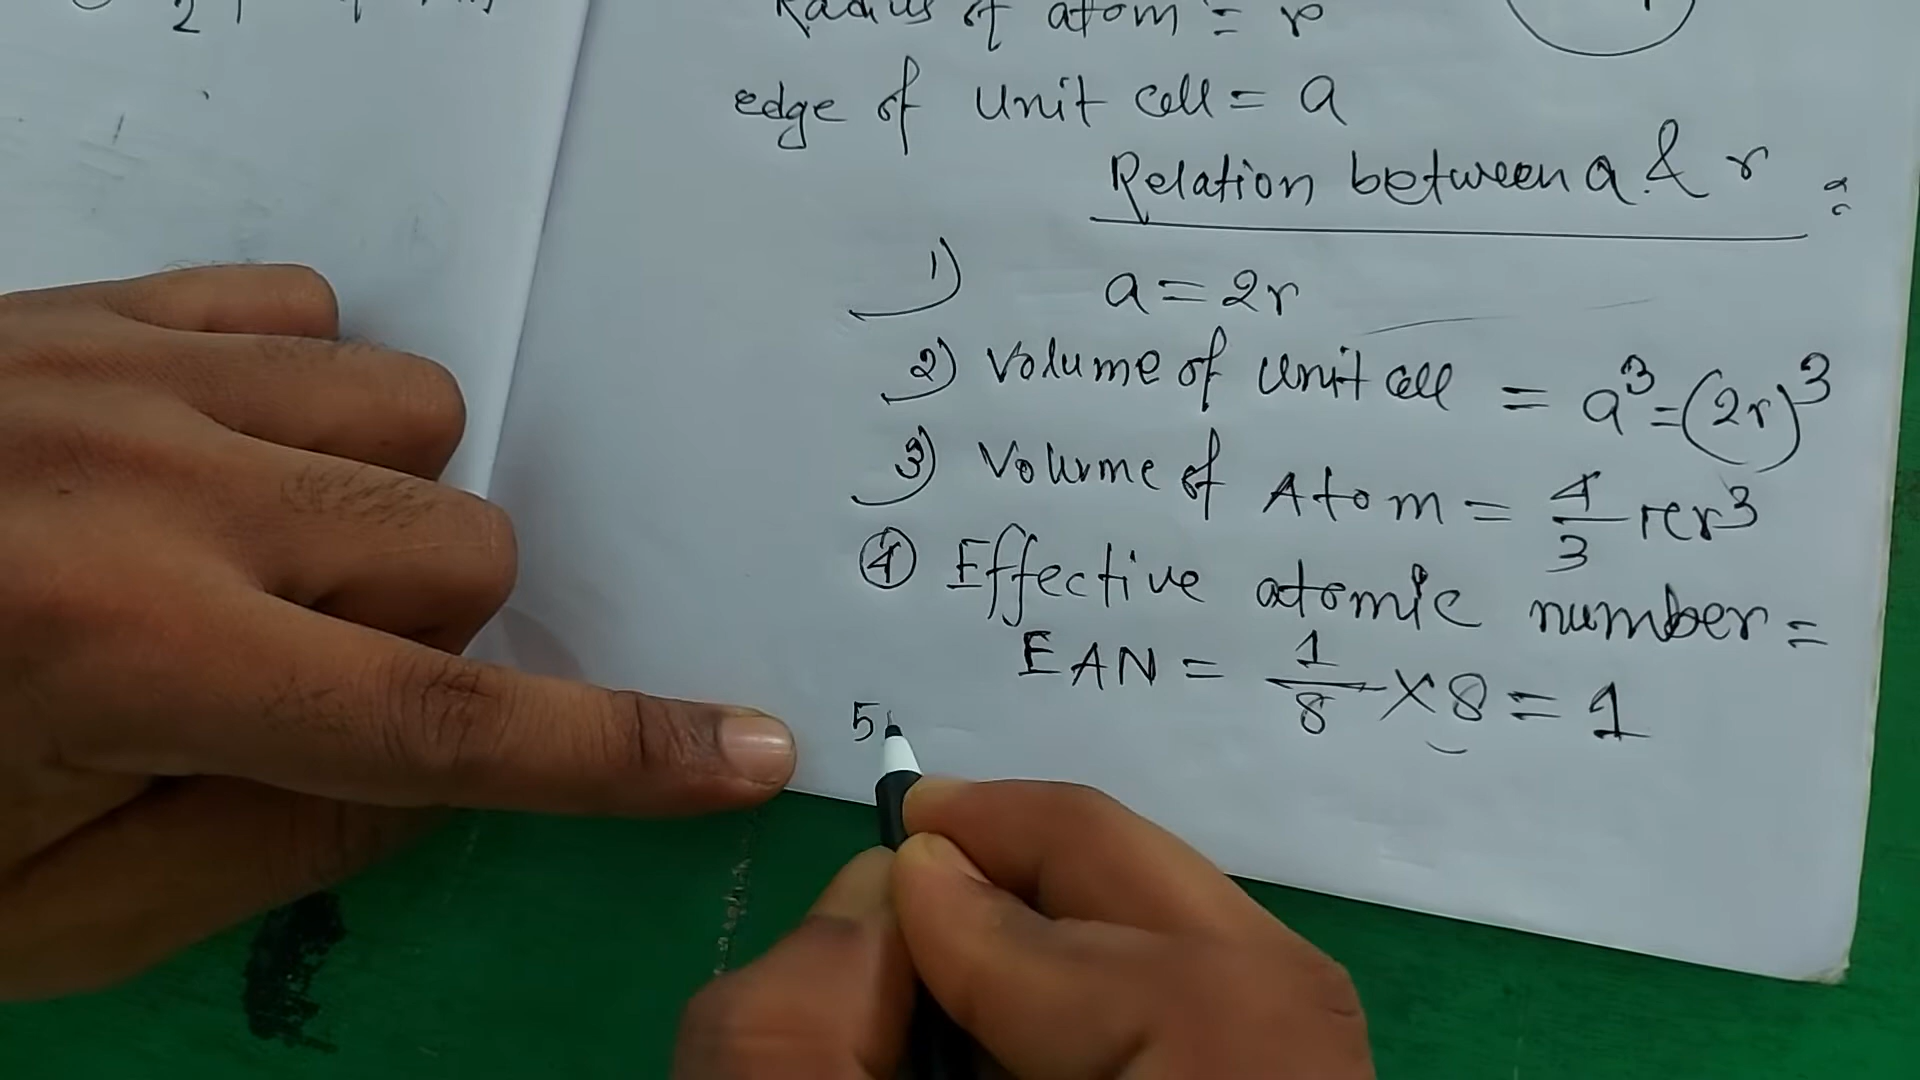 2
Radius of atom = r
edge of Unit cell = a
Relation between a & r :
1) a = 2r
2) Volume of Unit cell = a³ = (2r)³
3) Volume of Atom = 4/3 πr³
④ Effective atomic number =
EAN = 1/8 × 8 = 1
5